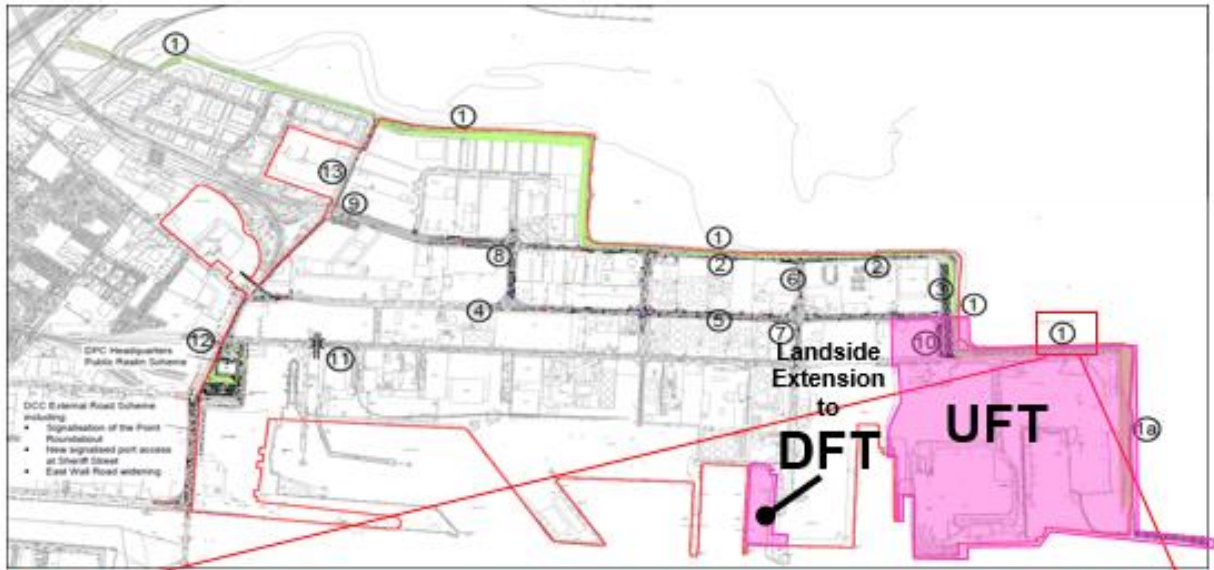 1
1
13
9
1
8
2
6
2
3
1
4
5
7
10
1
12
11
DPC Headquarters
Public Realm Scheme
Landside
Extension
to
DFT
UFT
1a
DCC External Road Scheme
including:
• Signalisation of the Point
Roundabout
• New signalised port access
at Sheriff Street
• East Wall Road widening